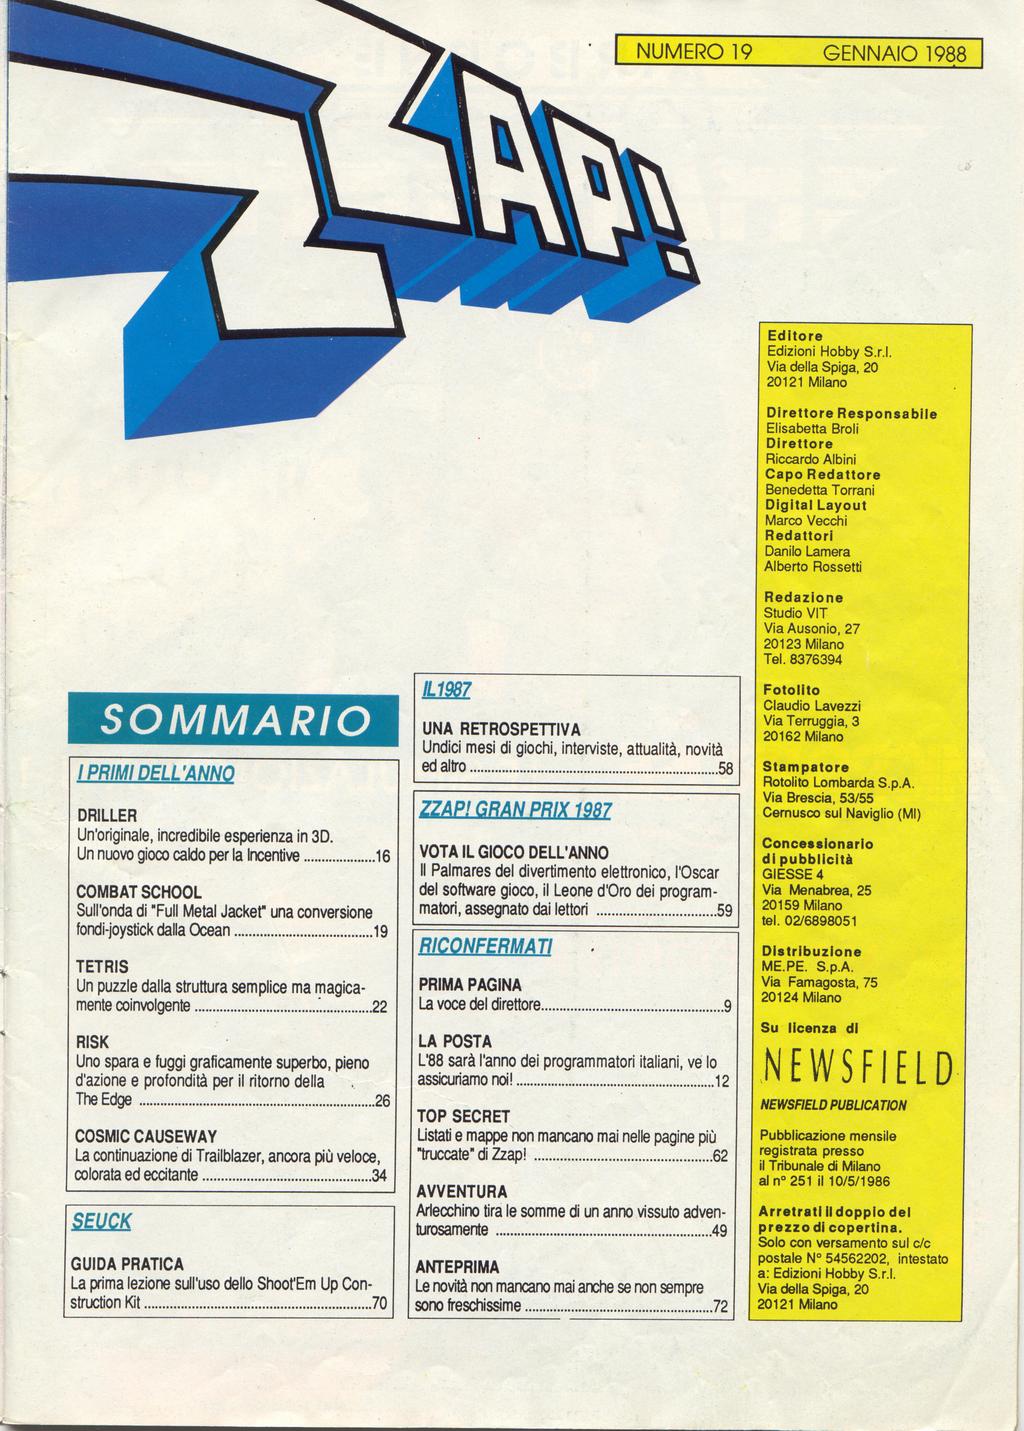 NUMERO 19 GENNAIO 1988
ZZAP!
SOMMARIO
I PRIMI DELL'ANNO
DRILLER
Un'originale, incredibile esperienza in 3D.
Un nuovo gioco caldo per la Incentive ..................16
COMBAT SCHOOL
Sull'onda di "Full Metal Jacket" una conversione
fondi-joystick dalla Ocean ...................................19
TETRIS
Un puzzle dalla struttura semplice ma magica-
mente coinvolgente .............................................22
RISK
Uno spara e fuggi graficamente superbo, pieno
d'azione e profondità per il ritorno della
The Edge ............................................................26
COSMIC CAUSEWAY
La continuazione di Trailblazer, ancora più veloce,
colorata ed eccitante ...........................................34
SEUCK
GUIDA PRATICA
La prima lezione sull'uso dello Shoot'Em Up Con-
struction Kit .........................................................70
IL 1987
UNA RETROSPETTIVA
Undici mesi di giochi, interviste, attualità, novità
ed altro ...............................................................58
ZZAP! GRAN PRIX 1987
VOTA IL GIOCO DELL'ANNO
Il Palmares del divertimento elettronico, l'Oscar
del software gioco, il Leone d'Oro dei program-
matori, assegnato dai lettori ...............................59
RICONFERMATI
PRIMA PAGINA
La voce del direttore..............................................9
LA POSTA
L'88 sarà l'anno dei programmatori italiani, ve lo
assicuriamo noi! ..................................................12
TOP SECRET
Listati e mappe non mancano mai nelle pagine più
"truccate" di Zzap! .............................................62
AVVENTURA
Arlecchino tira le somme di un anno vissuto adven-
turosamente .......................................................49
ANTEPRIMA
Le novità non mancano mai anche se non sempre
sono freschissime ...............................................72
Editore
Edizioni Hobby S.r.l.
Via della Spiga, 20
20121 Milano
Direttore Responsabile
Elisabetta Broli
Direttore
Riccardo Albini
Capo Redattore
Benedetta Torrani
Digital Layout
Marco Vecchi
Redattori
Danilo Lamera
Alberto Rossetti
Redazione
Studio VIT
Via Ausonio, 27
20123 Milano
Tel. 8376394
Fotolito
Claudio Lavezzi
Via Terruggia, 3
20162 Milano
Stampatore
Rotolito Lombarda S.p.A.
Via Brescia, 53/55
Cernusco sul Naviglio (MI)
Concessionario
di pubblicità
GIESSE 4
Via Menabrea, 25
20159 Milano
tel. 02/6898051
Distribuzione
ME.PE. S.p.A.
Via Famagosta, 75
20124 Milano
Su licenza di
NEWSFIELD
NEWSFIELD PUBLICATION
Pubblicazione mensile
registrata presso
il Tribunale di Milano
al n° 251 il 10/5/1986
Arretrati il doppio del
prezzo di copertina.
Solo con versamento sul c/c
postale N° 54562202, intestato
a: Edizioni Hobby S.r.l.
Via della Spiga, 20
20121 Milano